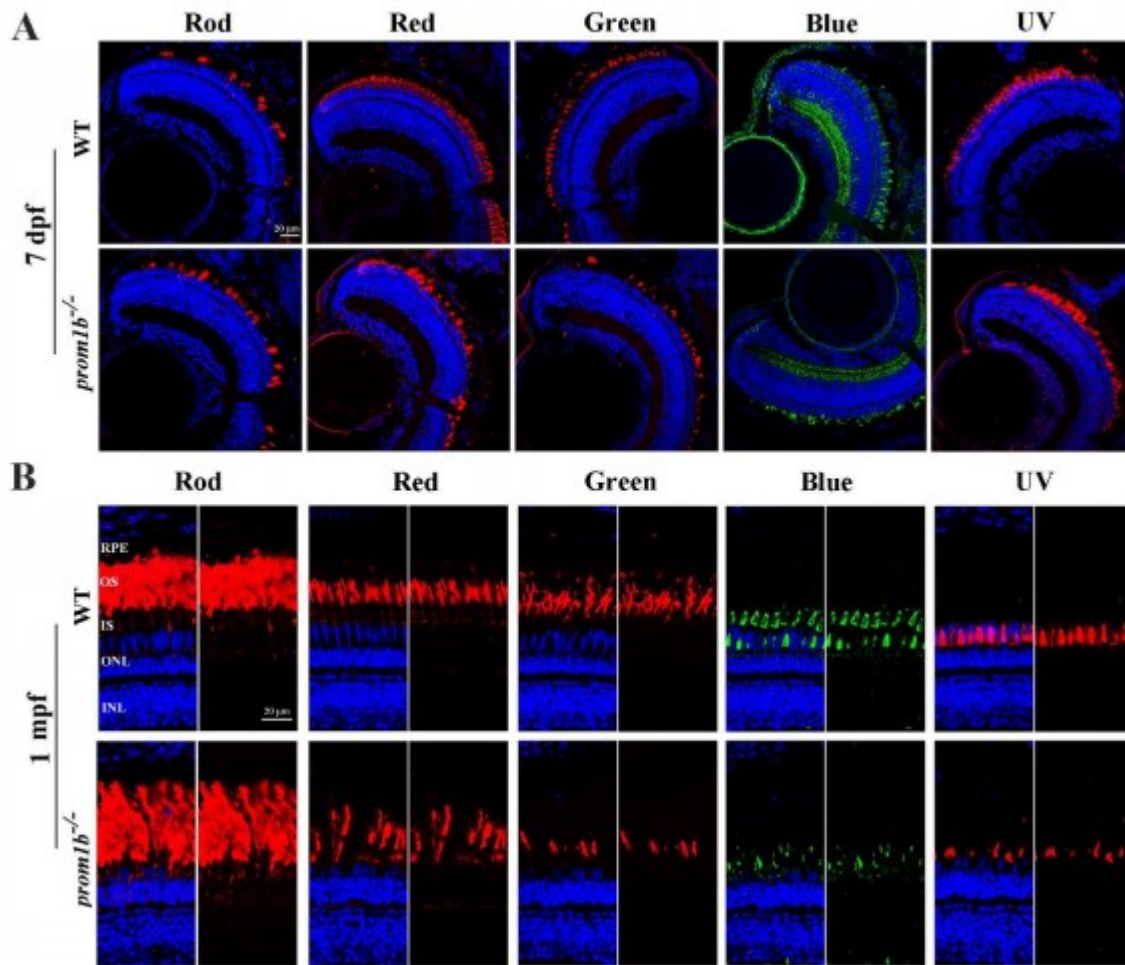 A
Rod Red Green Blue UV
7 dpf
WT
20 μm
prom1b-/-
B
Rod Red Green Blue UV
1 mpf
WT
RPE
OS
IS
ONL
INL
20 μm
prom1b-/-